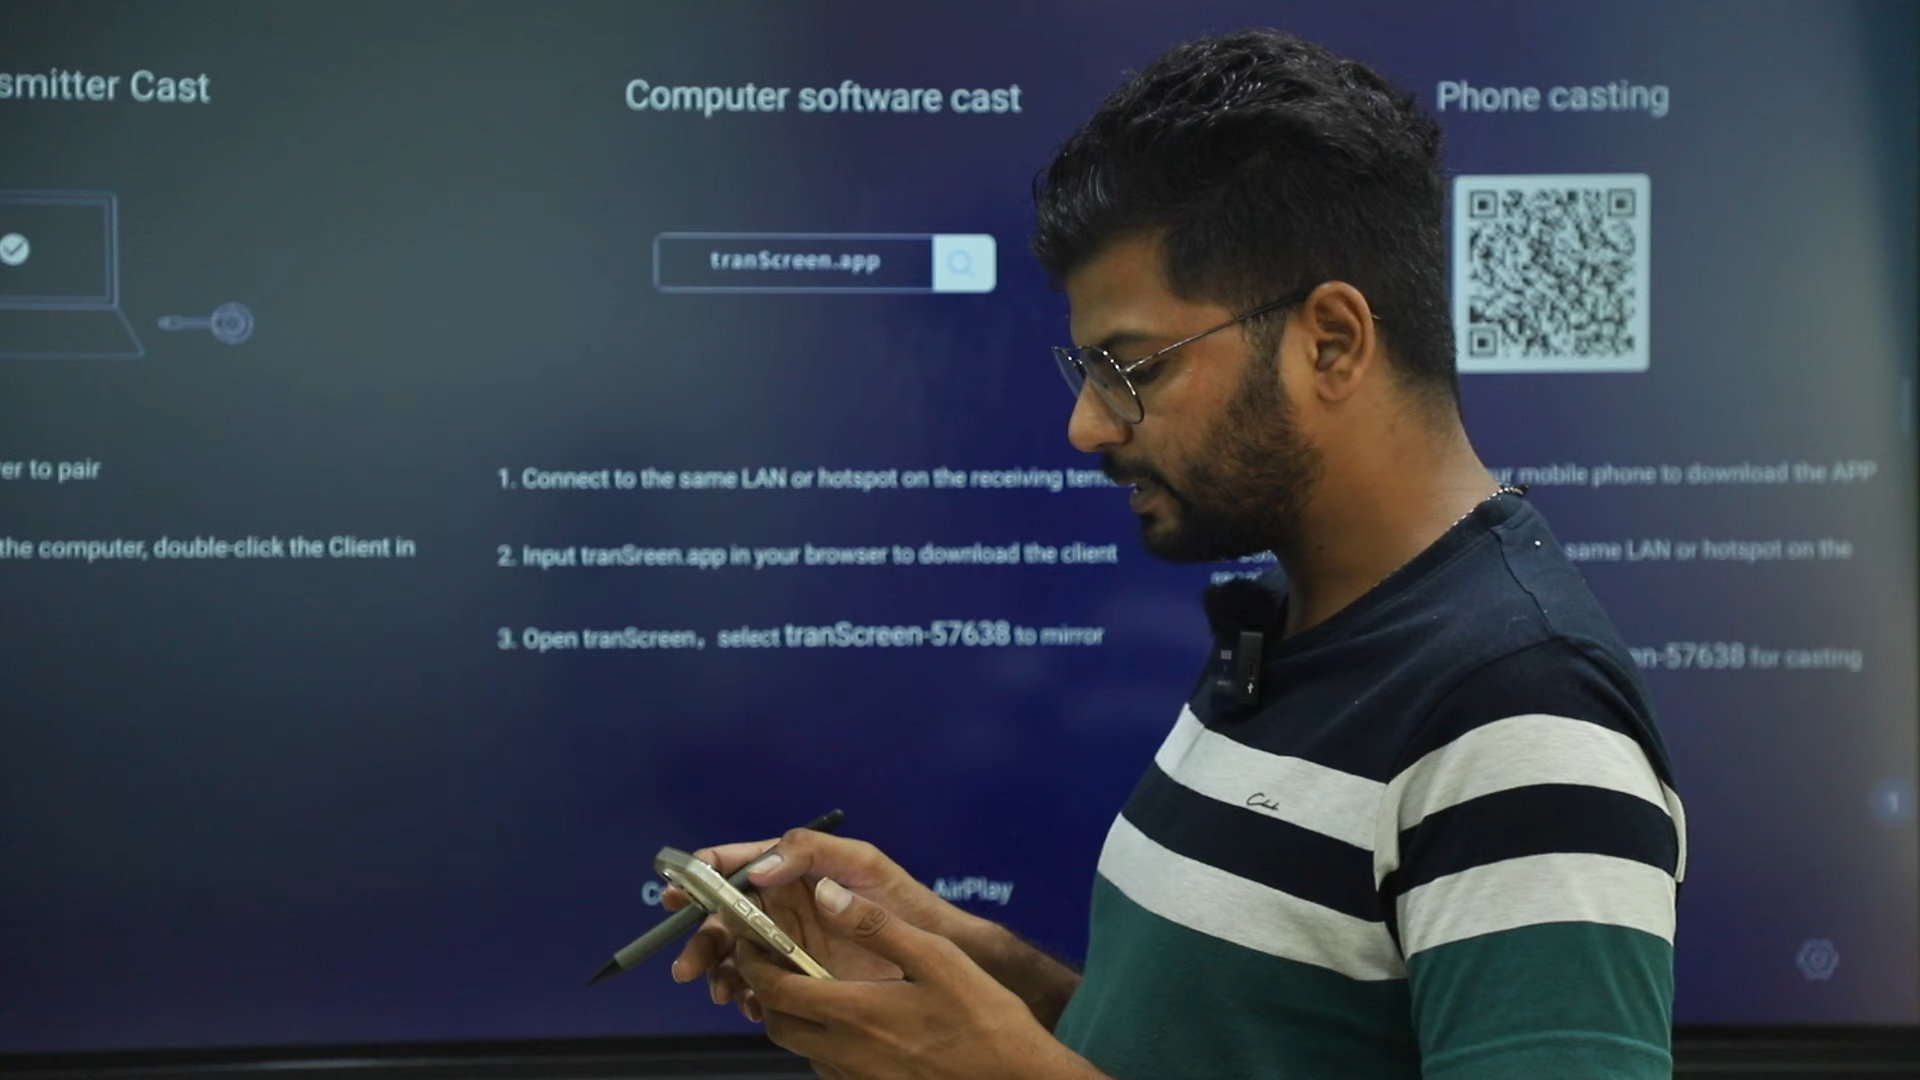 smitter Cast
er to pair
the computer, double-click the Client in
Computer software cast
tranScreen.app
1. Connect to the same LAN or hotspot on the receiving
2. Input tranSreen.app in your browser to download the client
3. Open tranScreen, select tranScreen-57638 to mirror
AirPlay
Phone casting
ur mobile phone to download the APP
same LAN or hotspot on the
en-57638 for casting